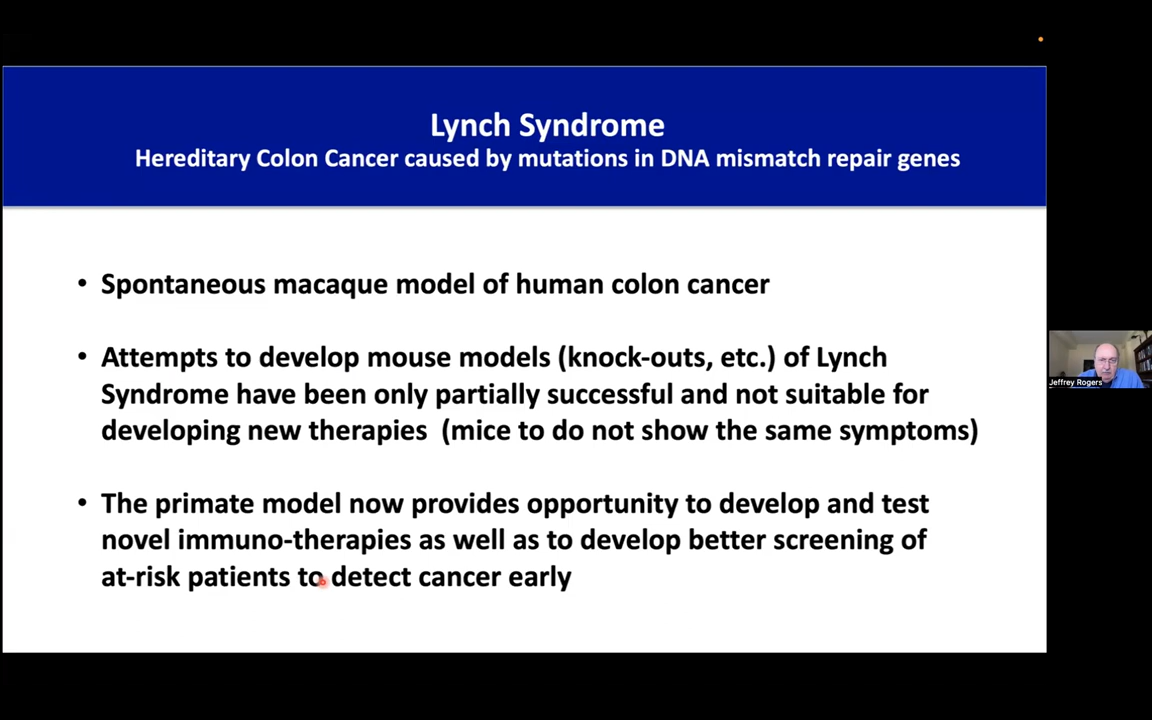 Lynch Syndrome
Hereditary Colon Cancer caused by mutations in DNA mismatch repair genes
• Spontaneous macaque model of human colon cancer
• Attempts to develop mouse models (knock-outs, etc.) of Lynch
Syndrome have been only partially successful and not suitable for
developing new therapies (mice to do not show the same symptoms)
• The primate model now provides opportunity to develop and test
novel immuno-therapies as well as to develop better screening of
at-risk patients to detect cancer early
Jeffrey Rogers